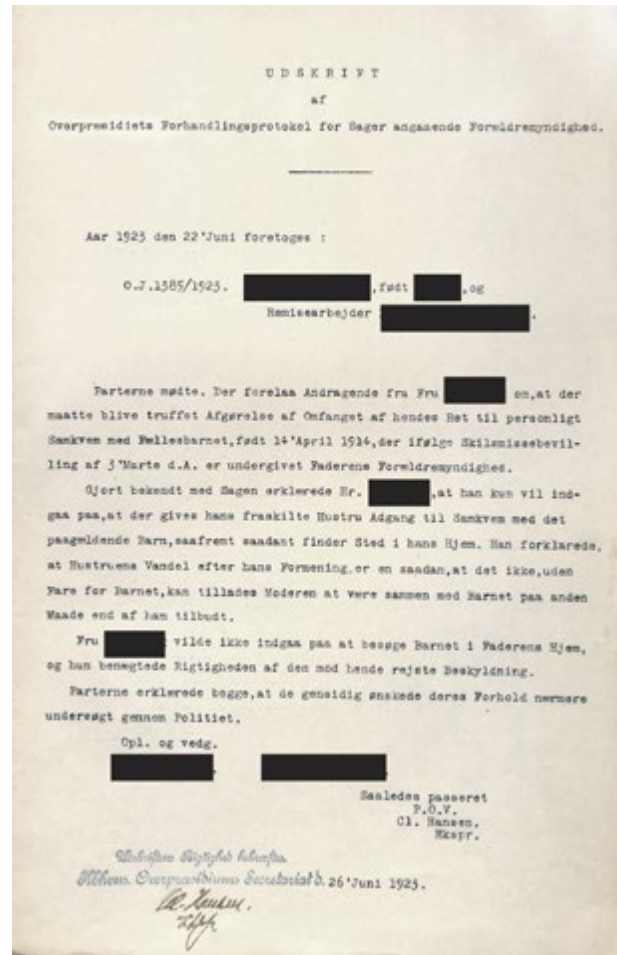 UDSKRIFT
af
Overpræsidiets Forhandlingsprotokol for Sager angaaende Forældremyndighed.
Aar 1923 den 22'Juni foretoges :
O.J.1385/1923. ,født ,og
Remisearbejder .
Parterne mødte. Der forelaa Andragende fra Fru om,at der
maatte blive truffet Afgørelse af Omfanget af hendes Ret til personligt
Samkvem med Fællesbarnet,født 14'April 1914,der ifølge Skilsmissebevil-
ling af 3'Marts d.A. er undergivet Faderens Forældremyndighed.
Gjort bekendt med Sagen erklærede Hr. ,at han kun vil ind-
gaa paa,at der gives hans fraskilte Hustru Adgang til Samkvem med det
paagældende Barn,saafremt saadant finder Sted i hans Hjem. Han forklarede,
at Hustruens Vandel efter hans Formening er en saadan,at det ikke,uden
Fare for Barnet,kan tillades Moderen at være sammen med Barnet paa anden
Maade end af ham tilbudt.
Fru vilde ikke indgaa paa at besøge Barnet i Faderens Hjem,
og hun benægtede Rigtigheden af den mod hende rejste Beskyldning.
Parterne erklærede begge,at de gensidig ønskede deres Forhold nærmere
undersøgt gennem Politiet.
Opl. og vedg.
Saaledes passeret
P.O.V.
Cl. Hansen.
Ekspr.
Udskriftens Rigtighed bekræftes.
Kbhvns. Overpræsidiums Secretariat d. 26'Juni 1923.
Cl. Hansen.